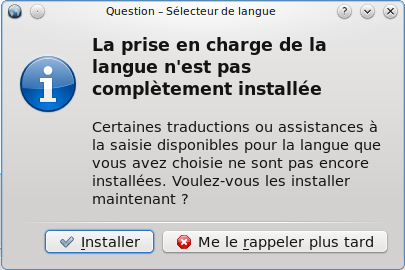 Question – Sélecteur de langue
La prise en charge de la
langue n'est pas
complètement installée
Certaines traductions ou assistances à
la saisie disponibles pour la langue que
vous avez choisie ne sont pas encore
installées. Voulez-vous les installer
maintenant ?
Installer
Me le rappeler plus tard